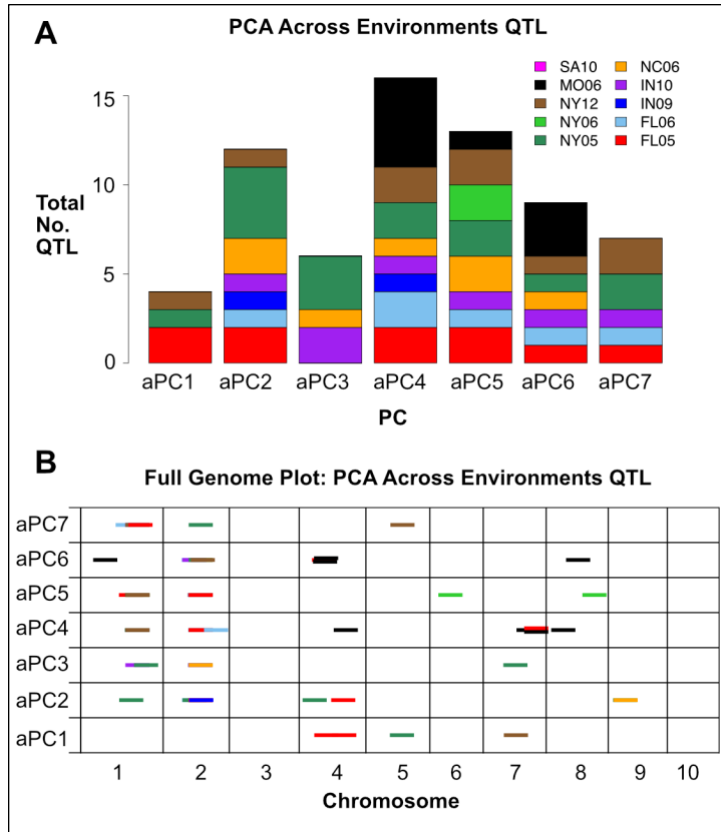 A
PCA Across Environments QTL
SA10 NC06
MO06 IN10
NY12 IN09
NY06 FL06
NY05 FL05
15
10
5
0
Total
No.
QTL
aPC1 aPC2 aPC3 aPC4 aPC5 aPC6 aPC7
PC
B
Full Genome Plot: PCA Across Environments QTL
aPC7
aPC6
aPC5
aPC4
aPC3
aPC2
aPC1
1 2 3 4 5 6 7 8 9 10
Chromosome